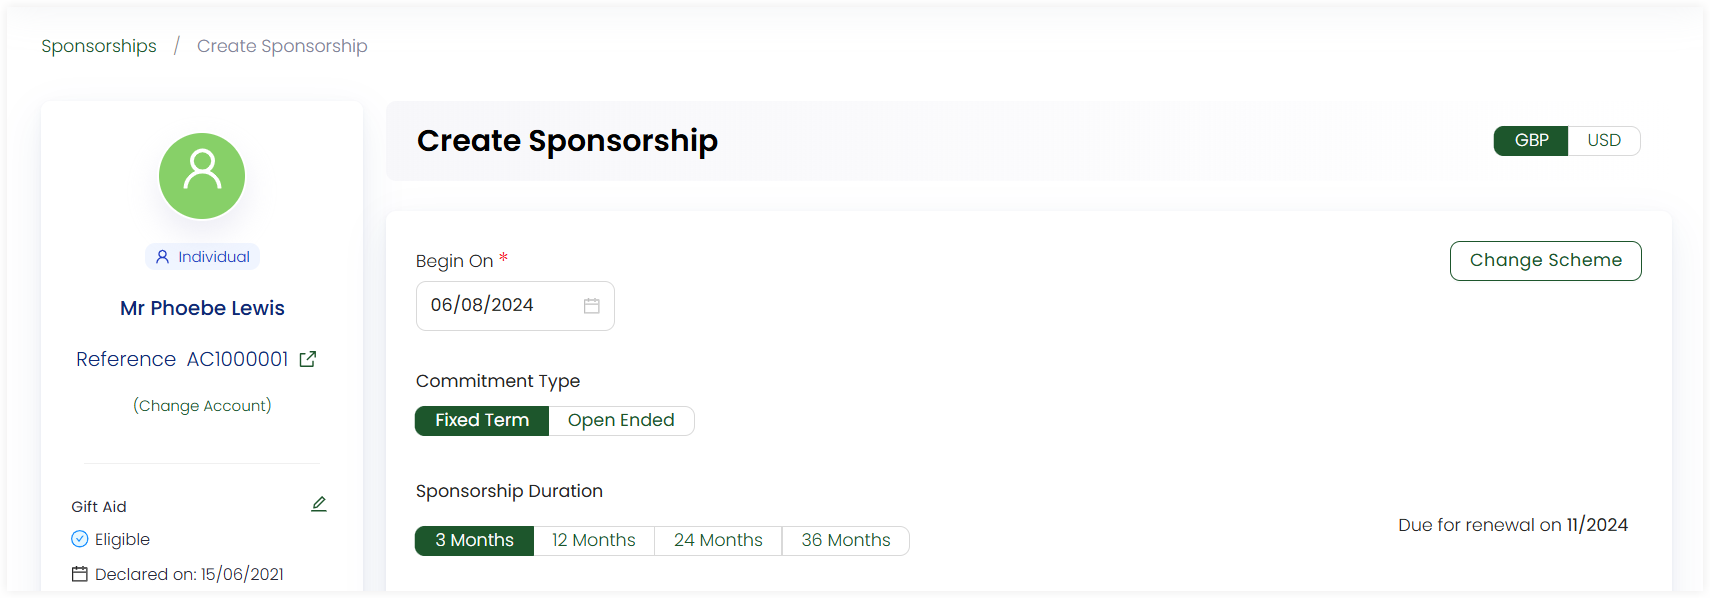 Sponsorships / Create Sponsorship
Individual
Mr Phoebe Lewis
Reference AC1000001
(Change Account)
Gift Aid
Eligible
Declared on: 15/06/2021
Create Sponsorship
GBP USD
Begin On *
Change Scheme
06/08/2024
Commitment Type
Fixed Term Open Ended
Sponsorship Duration
3 Months 12 Months 24 Months 36 Months
Due for renewal on 11/2024